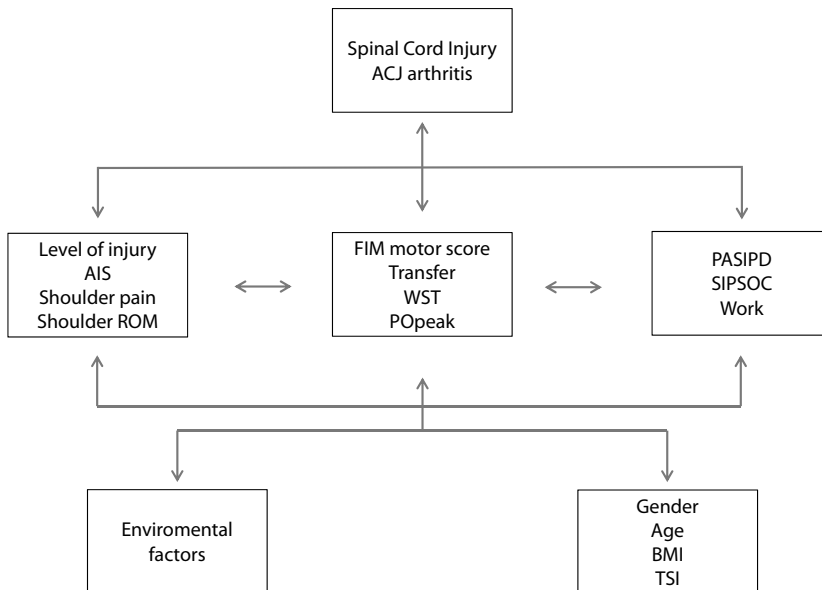 Spinal Cord Injury
ACJ arthritis
Level of injury
AIS
Shoulder pain
Shoulder ROM
FIM motor score
Transfer
WST
POpeak
PASIPD
SIPSOC
Work
Enviromental
factors
Gender
Age
BMI
TSI